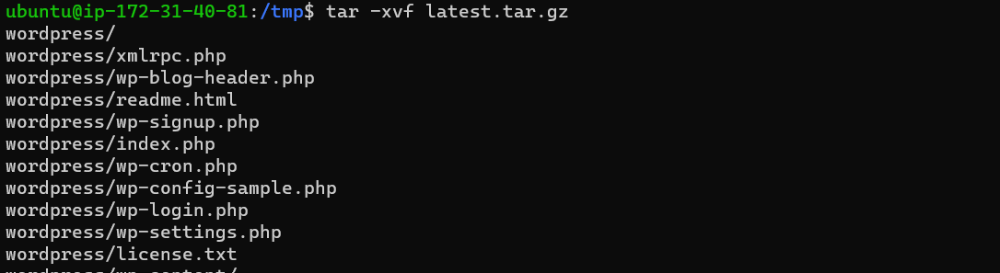 ubuntu@ip-172-31-40-81:/tmp$ tar -xvf latest.tar.gz
wordpress/
wordpress/xmlrpc.php
wordpress/wp-blog-header.php
wordpress/readme.html
wordpress/wp-signup.php
wordpress/index.php
wordpress/wp-cron.php
wordpress/wp-config-sample.php
wordpress/wp-login.php
wordpress/wp-settings.php
wordpress/license.txt